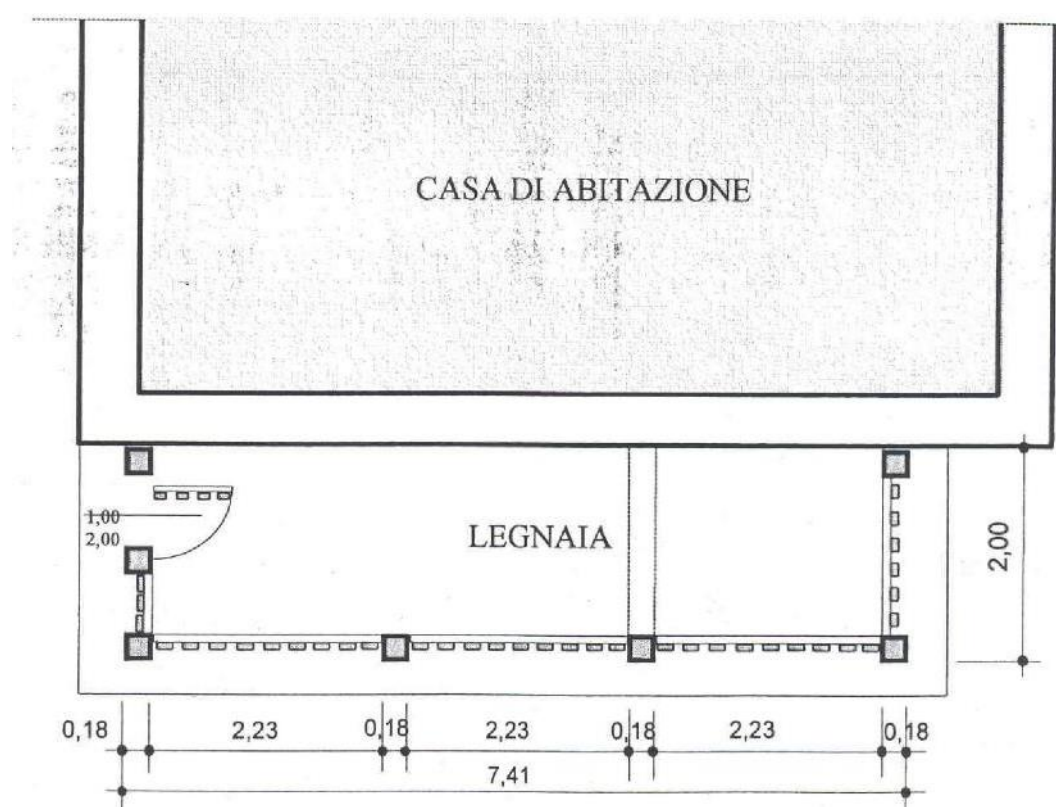 CASA DI ABITAZIONE
1,00
2,00
LEGNAIA
2,00
0,18 2,23 0,18 2,23 0,18 2,23 0,18
7,41